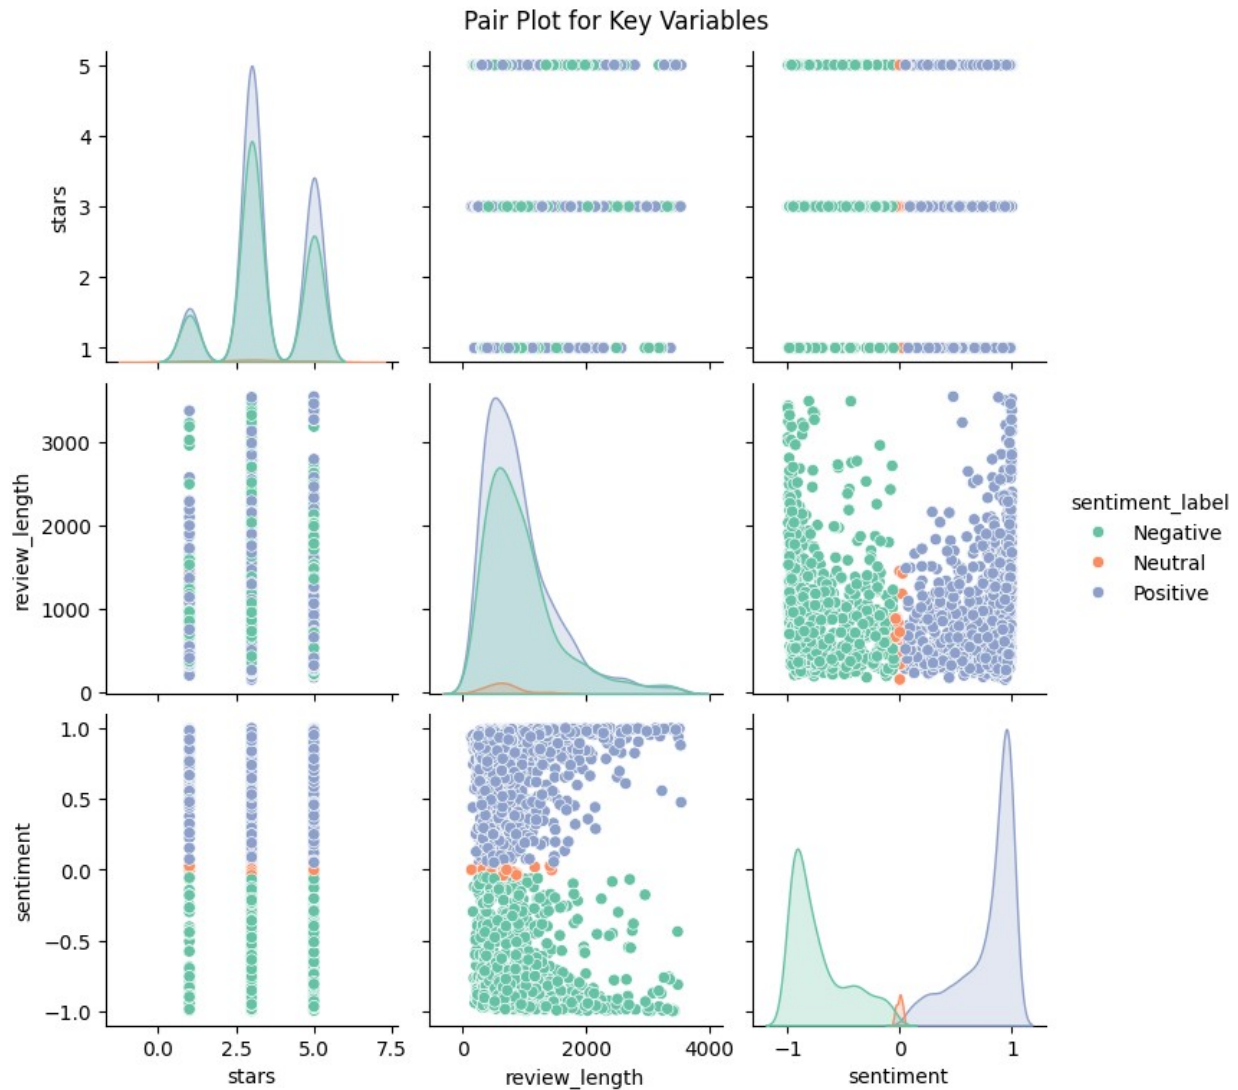 Pair Plot for Key Variables
5
4
3
2
1
stars
3000
2000
1000
0
review_length
sentiment_label
Negative
Neutral
Positive
1.0
0.5
0.0
−0.5
−1.0
sentiment
0.0 2.5 5.0 7.5
stars
0 2000 4000
review_length
−1 0 1
sentiment